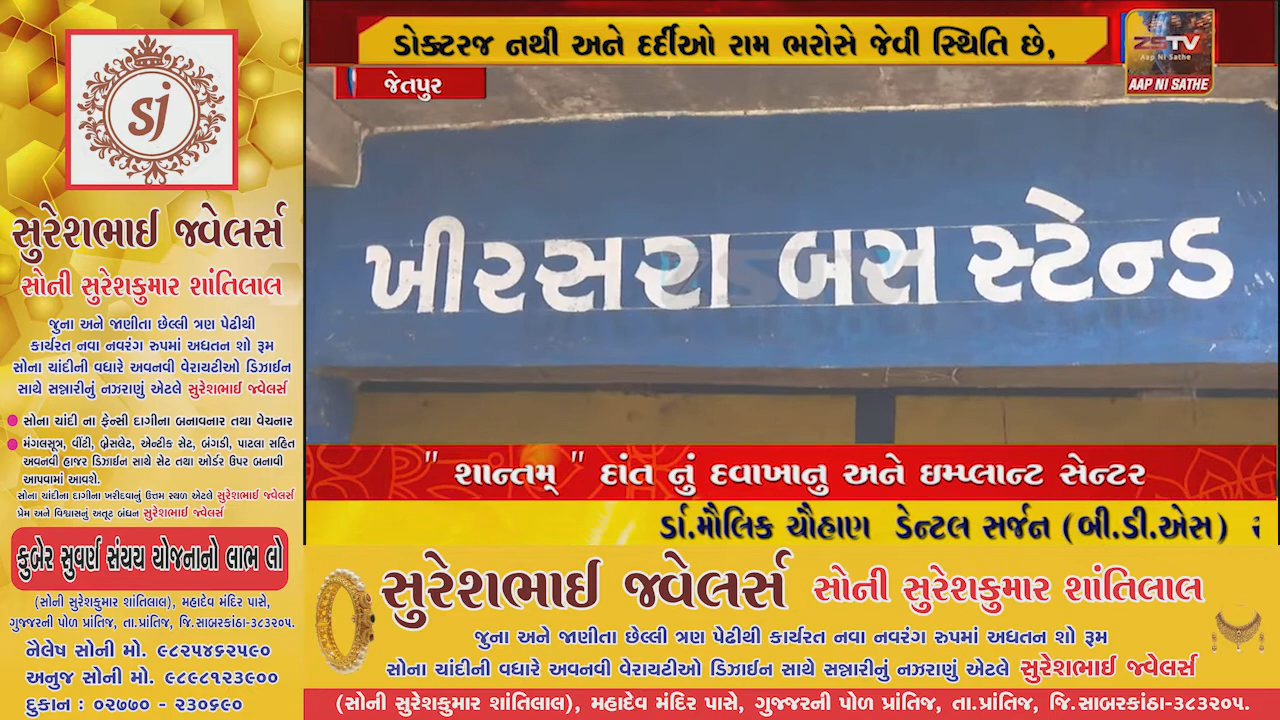 sj
સુરેશભાઈ જ્વેલર્સ
સોની સુરેશકુમાર શાંતિલાલ
જુના અને જાણીતા છેલ્લી ત્રણ પેઢીથી
કાર્યરત નવા નવરંગ રુપમાં અધતન શો રૂમ
સોના ચાંદીની વધારે અવનવી વેરાયટીઓ ડિઝાઈન
સાથે સન્નારીનું નઝરાણું એટલે સુરેશભાઈ જ્વેલર્સ
સોના ચાંદી ના ફેન્સી દાગીના બનાવનાર તથા વેચનાર
મંગલસૂત્ર, વીંટી, બ્રેસલેટ, એન્ટીક સેટ, બંગડી, પાટલા સહિત
અવનવી હાજર ડિઝાઈન સાથે સેટ તથા ઓર્ડર ઉપર બનાવી
આપવામાં આવશે.
સોના ચાંદીના દાગીના ખરીદવાનું ઉત્તમ સ્થળ એટલે સુરેશભાઈ જ્વેલર્સ
પ્રેમ અને વિશ્વાસનું અતૂટ બંધન સુરેશભાઈ જ્વેલર્સ
કુબેર સુવર્ણ સંચય યોજનાનો લાભ લો
(સોની સુરેશકુમાર શાંતિલાલ), મહાદેવ મંદિર પાસે,
ગુજ્જરની પોળ પ્રાંતિજ, તા.પ્રાંતિજ, જિ.સાબરકાંઠા-૩૮૩૨૦૫.
નૈલેષ સોની મો. ૯૮૨૫૪૬૨૫૯૦
અનુજ સોની મો. ૯૮૯૮૧૨૩૯૦૦
દુકાન : ૦૨૭૭૦ - ૨૩૦૬૯૦
ડોક્ટરજ નથી અને દર્દીઓ રામ ભરોસે જેવી સ્થિતિ છે,
ZSTV
Aap Ni Sathe
AAP NI SATHE
જેતપુર
ખીરસરા બસ સ્ટેન્ડ
" શાન્તમ્ " દાંત નું દવાખાનુ અને ઇમ્પ્લાન્ટ સેન્ટર
ર્ડા.મૌલિક ચૌહાણ ડેન્ટલ સર્જન (બી.ડી.એસ)
સુરેશભાઈ જ્વેલર્સ સોની સુરેશકુમાર શાંતિલાલ
જુના અને જાણીતા છેલ્લી ત્રણ પેઢીથી કાર્યરત નવા નવરંગ રુપમાં અધતન શો રૂમ
સોના ચાંદીની વધારે અવનવી વેરાયટીઓ ડિઝાઈન સાથે સન્નારીનું નઝરાણું એટલે સુરેશભાઈ જ્વેલર્સ
(સોની સુરેશકુમાર શાંતિલાલ), મહાદેવ મંદિર પાસે, ગુજ્જરની પોળ પ્રાંતિજ, તા.પ્રાંતિજ, જિ.સાબરકાંઠા-૩૮૩૨૦૫.